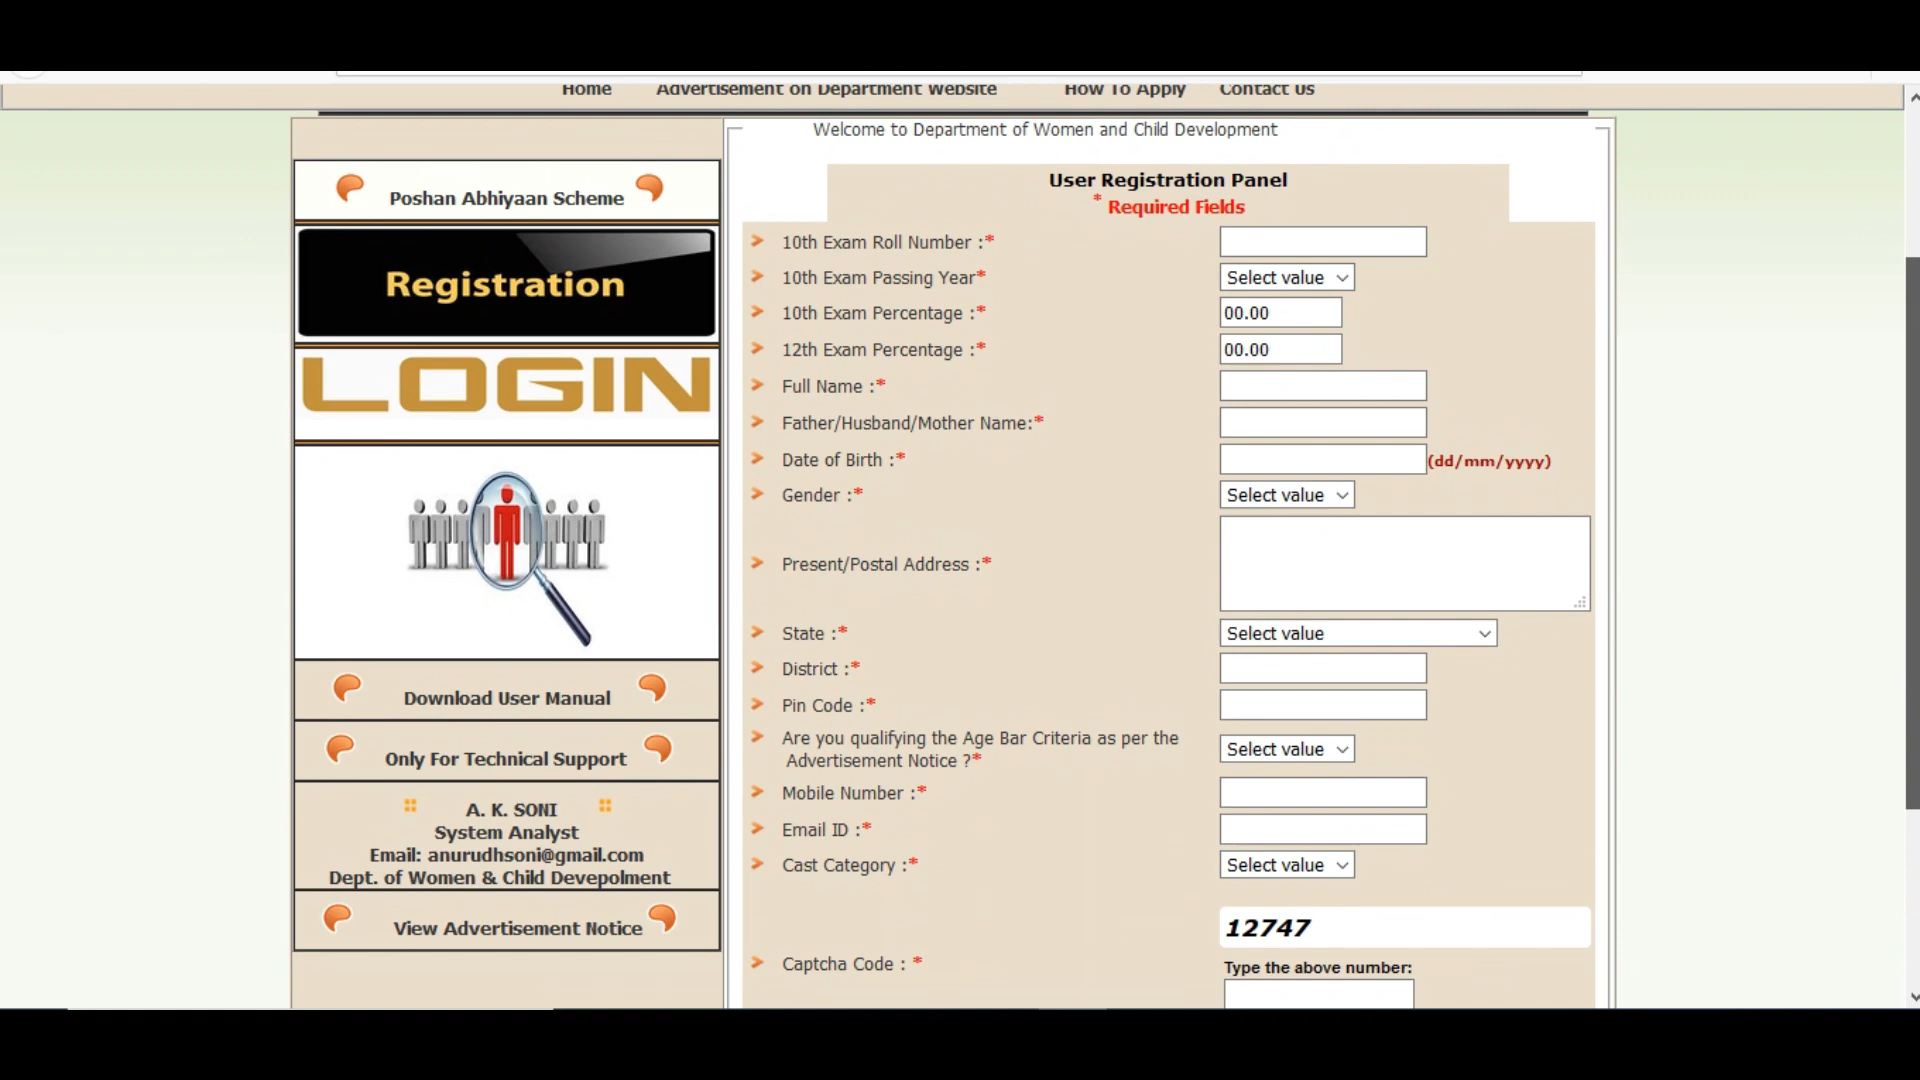 Home Advertisement on Department Website How To Apply Contact Us
Welcome to Department of Women and Child Development
Poshan Abhiyaan Scheme
Registration
LOGIN
Download User Manual
Only For Technical Support
A. K. SONI
System Analyst
Email: anurudhsoni@gmail.com
Dept. of Women & Child Devepolment
View Advertisement Notice
User Registration Panel
* Required Fields
10th Exam Roll Number :*
10th Exam Passing Year* Select value
10th Exam Percentage :* 00.00
12th Exam Percentage :* 00.00
Full Name :*
Father/Husband/Mother Name:*
Date of Birth :* (dd/mm/yyyy)
Gender :* Select value
Present/Postal Address :*
State :* Select value
District :*
Pin Code :*
Are you qualifying the Age Bar Criteria as per the
Advertisement Notice ?* Select value
Mobile Number :*
Email ID :*
Cast Category :* Select value
12747
Captcha Code : *
Type the above number: